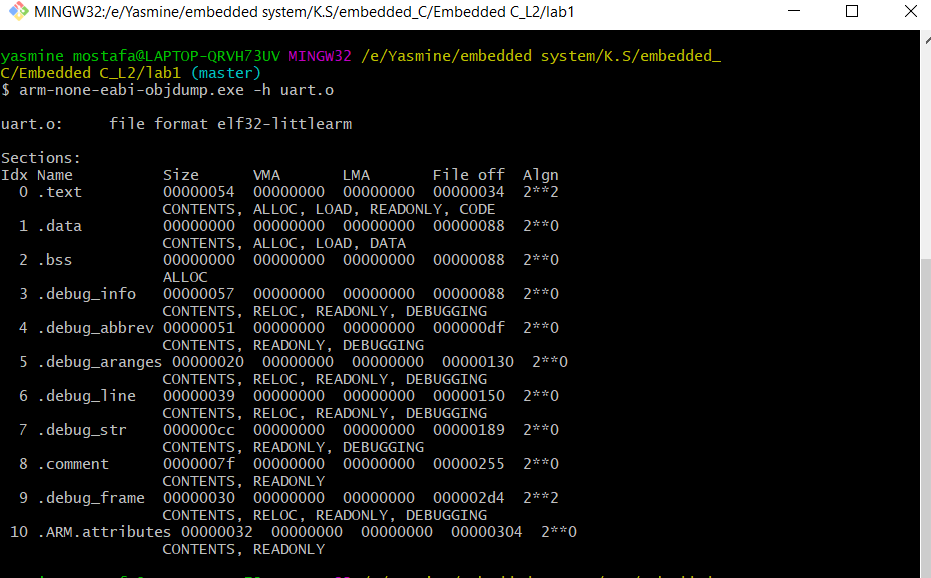 MINGW32:/e/Yasmine/embedded system/K.S/embedded_C/Embedded C_L2/lab1
yasmine mostafa@LAPTOP-QRVH73UV MINGW32 /e/Yasmine/embedded system/K.S/embedded_
C/Embedded C_L2/lab1 (master)
$ arm-none-eabi-objdump.exe -h uart.o
uart.o:     file format elf32-littlearm
Sections:
Idx Name          Size      VMA       LMA       File off  Algn
  0 .text         00000054  00000000  00000000  00000034  2**2
                  CONTENTS, ALLOC, LOAD, READONLY, CODE
  1 .data         00000000  00000000  00000000  00000088  2**0
                  CONTENTS, ALLOC, LOAD, DATA
  2 .bss          00000000  00000000  00000000  00000088  2**0
                  ALLOC
  3 .debug_info   00000057  00000000  00000000  00000088  2**0
                  CONTENTS, RELOC, READONLY, DEBUGGING
  4 .debug_abbrev 00000051  00000000  00000000  000000df  2**0
                  CONTENTS, READONLY, DEBUGGING
  5 .debug_aranges 00000020  00000000  00000000  00000130  2**0
                  CONTENTS, RELOC, READONLY, DEBUGGING
  6 .debug_line   00000039  00000000  00000000  00000150  2**0
                  CONTENTS, RELOC, READONLY, DEBUGGING
  7 .debug_str    000000cc  00000000  00000000  00000189  2**0
                  CONTENTS, READONLY, DEBUGGING
  8 .comment      0000007f  00000000  00000000  00000255  2**0
                  CONTENTS, READONLY
  9 .debug_frame  00000030  00000000  00000000  000002d4  2**2
                  CONTENTS, RELOC, READONLY, DEBUGGING
 10 .ARM.attributes 00000032  00000000  00000000  00000304  2**0
                  CONTENTS, READONLY